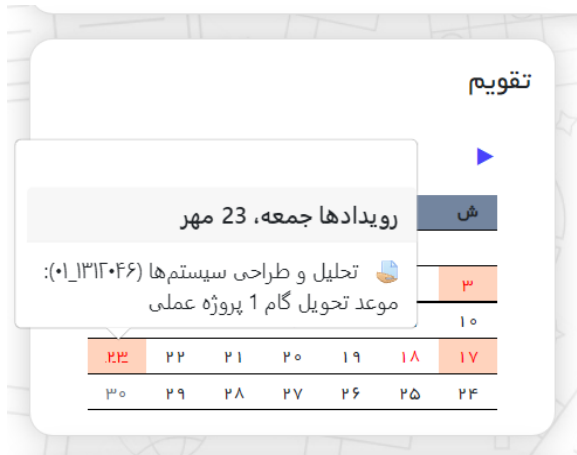 تقویم
◀
ش
رویدادها جمعه، 23 مهر
تحلیل و طراحی سیستم‌ها (۱۳۱۲۰۴۶_۰۱):
موعد تحویل گام 1 پروژه عملی
۳
۱۰
۱۷ ۱۸ ۱۹ ۲۰ ۲۱ ۲۲ ۲۳
۲۴ ۲۵ ۲۶ ۲۷ ۲۸ ۲۹ ۳۰